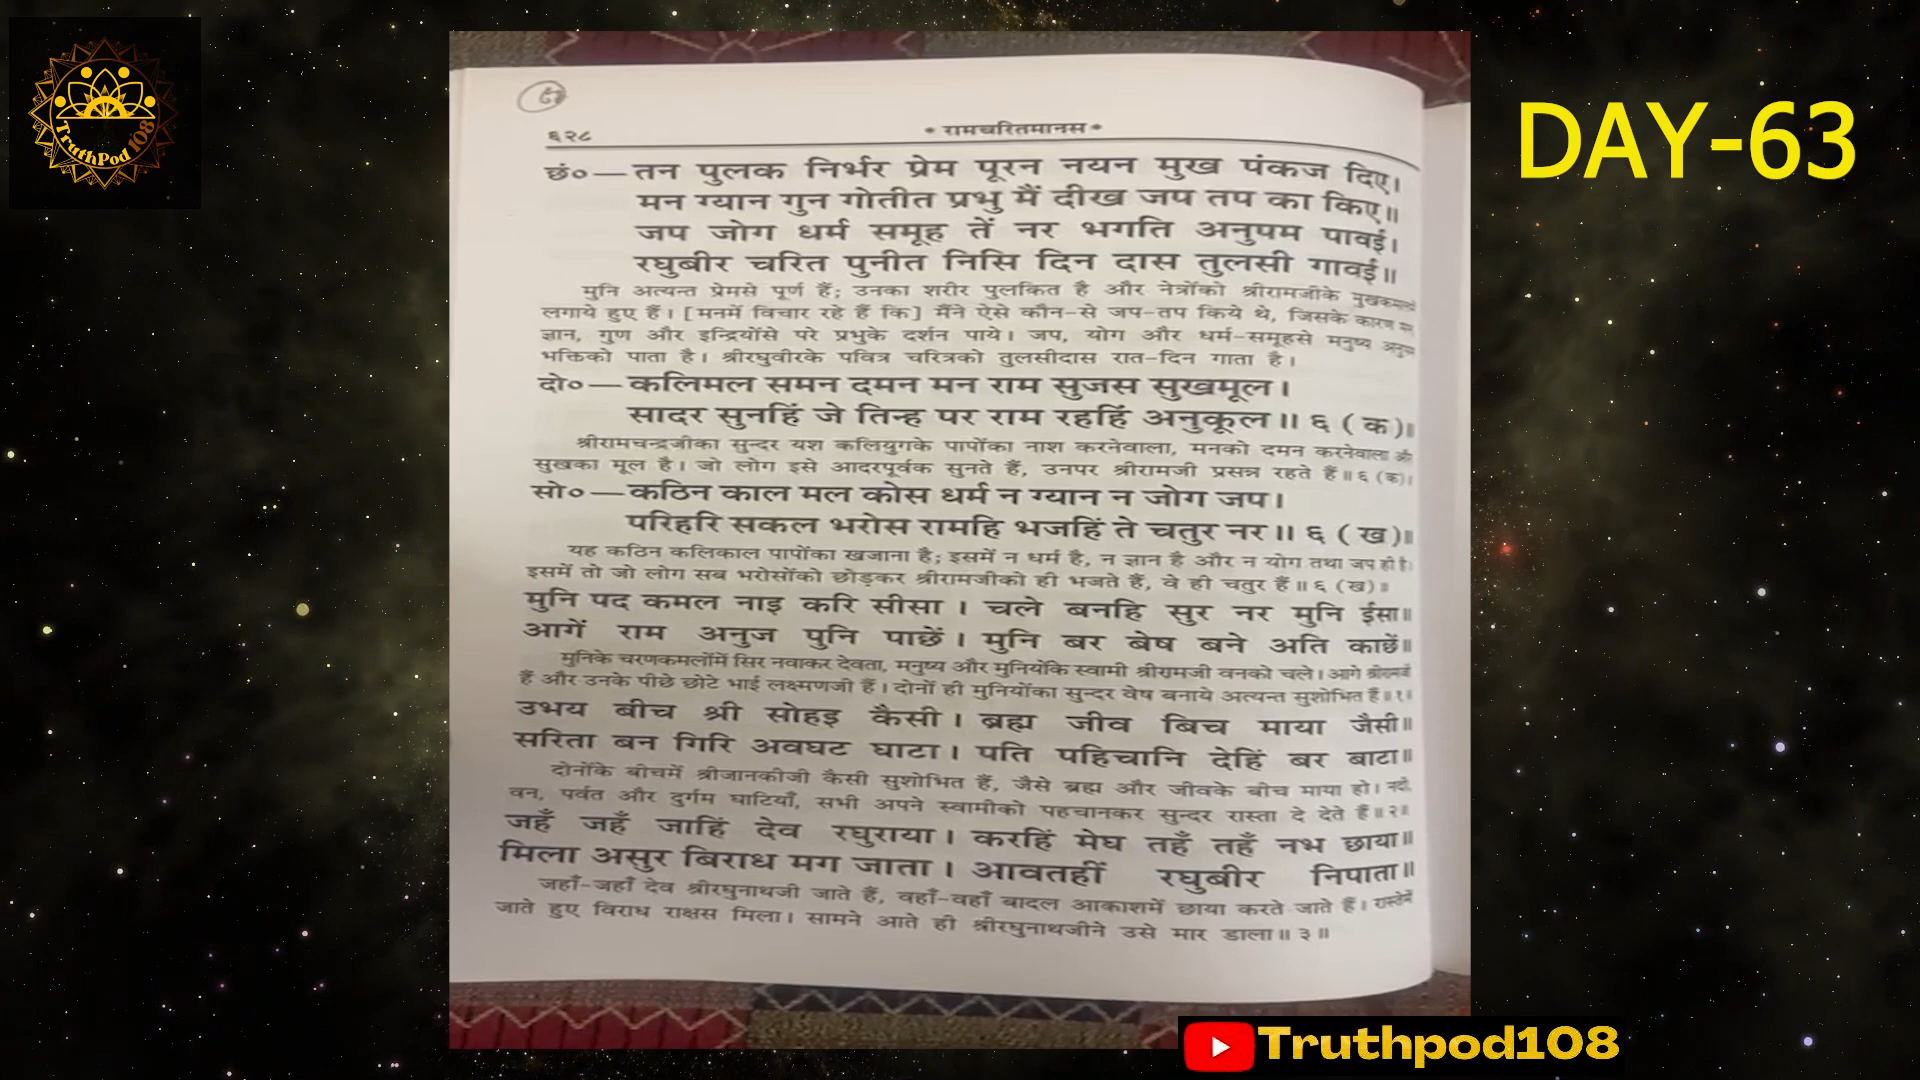 TruthPod 108
DAY-63
६२८
* रामचरितमानस *
छं०—तन पुलक निर्भर प्रेम पूरन नयन मुख पंकज दिए।
मन ग्यान गुन गोतीत प्रभु मैं दीख जप तप का किए॥
जप जोग धर्म समूह तें नर भगति अनुपम पावई।
रघुबीर चरित पुनीत निसि दिन दास तुलसी गावई॥
मुनि अत्यन्त प्रेमसे पूर्ण हैं; उनका शरीर पुलकित है और नेत्रोंको श्रीरामजीके
लगाये हुए हैं। [मनमें विचार रहे हैं कि] मैंने ऐसे कौन-से जप-तप किये थे, जिसके कारण मन
ज्ञान, गुण और इन्द्रियोंसे परे प्रभुके दर्शन पाये। जप, योग और धर्म-समूहसे मनुष्य अनुपम
भक्तिको पाता है। श्रीरघुवीरके पवित्र चरित्रको तुलसीदास रात-दिन गाता है।
दो०—कलिमल समन दमन मन राम सुजस सुखमूल।
सादर सुनहिं जे तिन्ह पर राम रहहिं अनुकूल॥ ६ (क)॥
श्रीरामचन्द्रजीका सुन्दर यश कलियुगके पापोंका नाश करनेवाला, मनको दमन करनेवाला और
सुखका मूल है। जो लोग इसे आदरपूर्वक सुनते हैं, उनपर श्रीरामजी प्रसन्न रहते हैं॥ ६ (क)।
सो०—कठिन काल मल कोस धर्म न ग्यान न जोग जप।
परिहरि सकल भरोस रामहि भजहिं ते चतुर नर॥ ६ (ख)॥
यह कठिन कलिकाल पापोंका खजाना है; इसमें न धर्म है, न ज्ञान है और न योग तथा जप ही है।
इसमें तो जो लोग सब भरोसोंको छोड़कर श्रीरामजीको ही भजते हैं, वे ही चतुर हैं॥ ६ (ख)॥
मुनि पद कमल नाइ करि सीसा। चले बनहि सुर नर मुनि ईसा॥
आगें राम अनुज पुनि पाछें। मुनि बर बेष बने अति काछें॥
मुनिके चरणकमलोंमें सिर नवाकर देवता, मनुष्य और मुनियोंके स्वामी श्रीरामजी वनको चले। आगे श्रीरामजी
हैं और उनके पीछे छोटे भाई लक्ष्मणजी हैं। दोनों ही मुनियोंका सुन्दर वेष बनाये अत्यन्त सुशोभित हैं॥ १॥
उभय बीच श्री सोहइ कैसी। ब्रह्म जीव बिच माया जैसी॥
सरिता बन गिरि अवघट घाटा। पति पहिचानि देहिं बर बाटा॥
दोनोंके बीचमें श्रीजानकीजी कैसी सुशोभित हैं, जैसे ब्रह्म और जीवके बीच माया हो। नदी,
वन, पर्वत और दुर्गम घाटियाँ, सभी अपने स्वामीको पहचानकर सुन्दर रास्ता दे देते हैं॥ २॥
जहँ जहँ जाहिं देव रघुराया। करहिं मेघ तहँ तहँ नभ छाया॥
मिला असुर बिराध मग जाता। आवतहीं रघुबीर निपाता॥
जहाँ-जहाँ देव श्रीरघुनाथजी जाते हैं, वहाँ-वहाँ बादल आकाशमें छाया करते जाते हैं। रास्तेमें
जाते हुए विराध राक्षस मिला। सामने आते ही श्रीरघुनाथजीने उसे मार डाला॥ ३॥
Truthpod108